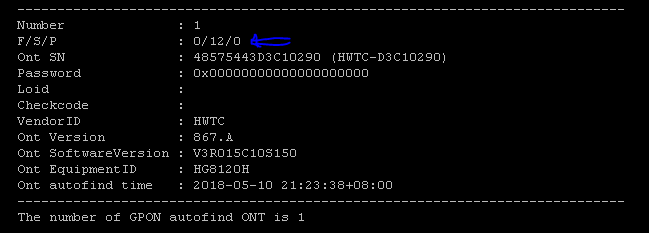 -----------------------------------------------------------------------------
Number : 1
F/S/P : 0/12/0
Ont SN : 48575443D3C10290 (HWTC-D3C10290)
Password : 0x00000000000000000000
Loid :
Checkcode :
VendorID : HWTC
Ont Version : 867.A
Ont SoftwareVersion : V3R015C10S150
Ont EquipmentID : HG8120H
Ont autofind time : 2018-05-10 21:23:38+08:00
-----------------------------------------------------------------------------
The number of GPON autofind ONT is 1